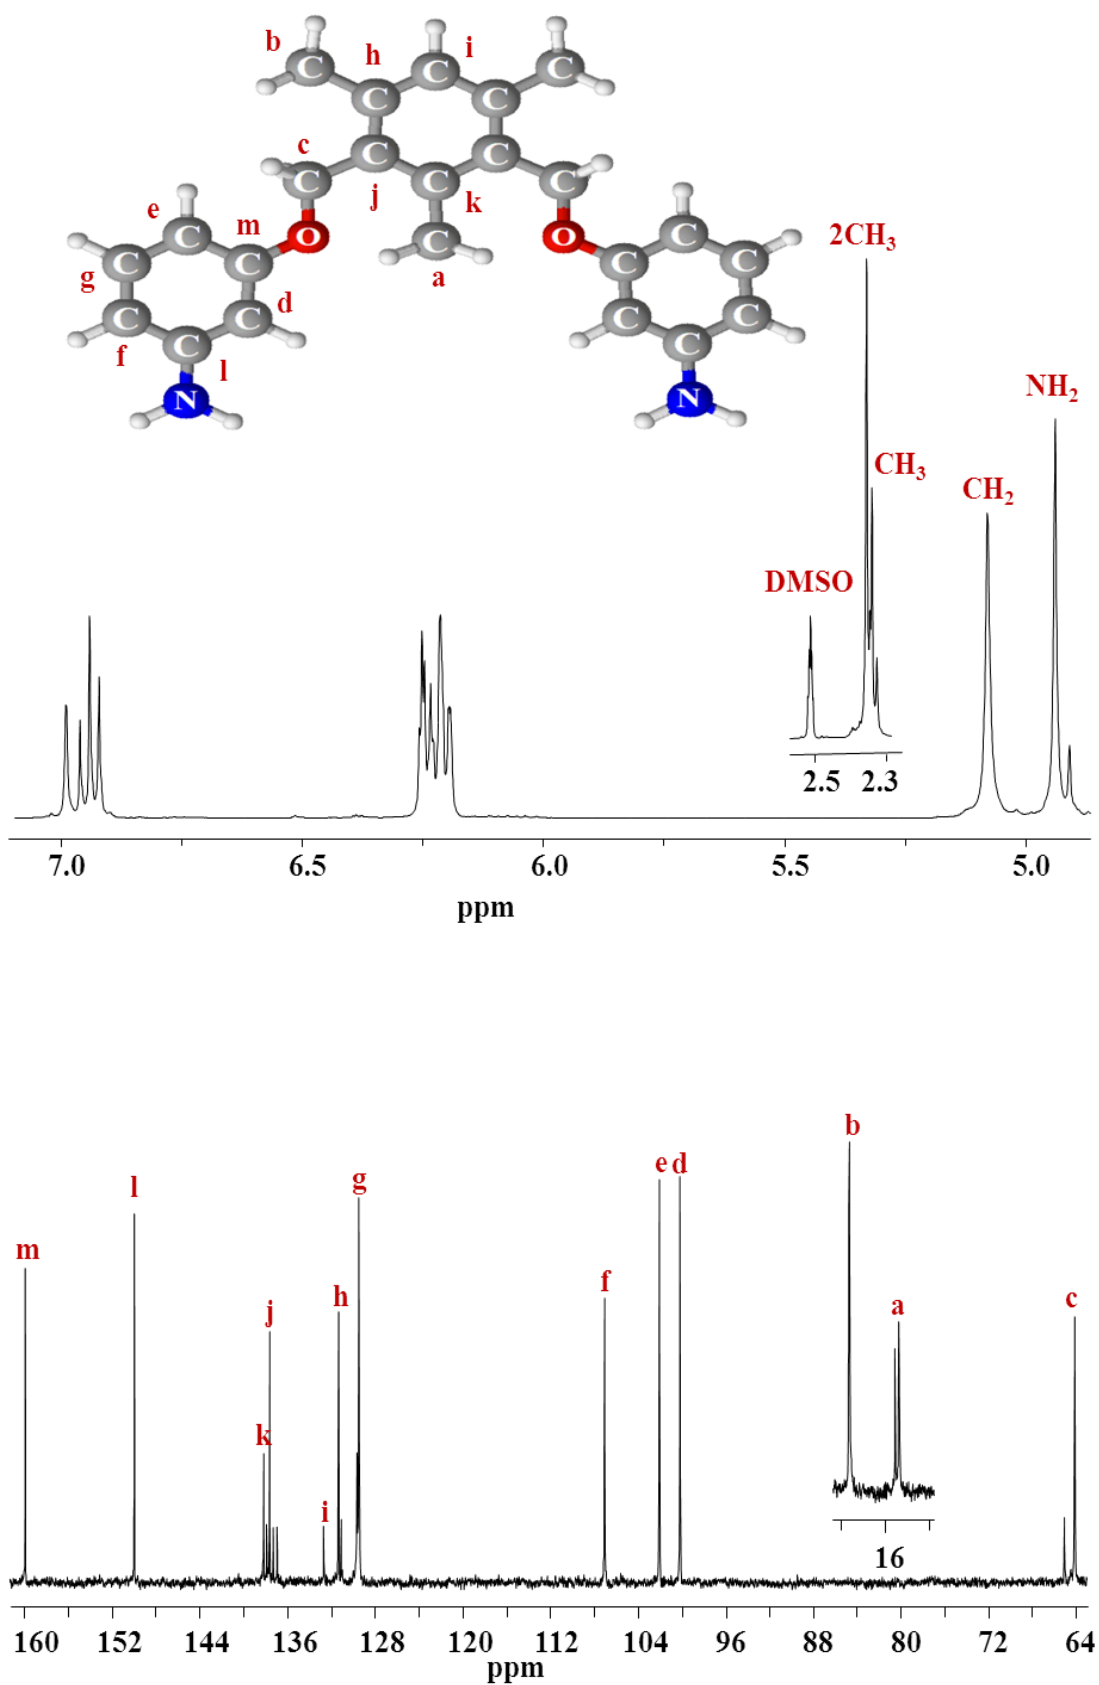 b
h
i
C
C
C
C
C
c
C
C
C
C
C
j
k
e
m
O
C
O
a
C
C
C
C
C
C
g
d
C
C
C
C
f
l
C
C
N
N
2CH₃
NH₂
CH₃
CH₂
DMSO
2.5 2.3
7.0 6.5 6.0 5.5 5.0
ppm
b
l
g
e d
m
f
a
c
h
j
k
i
16
160 152 144 136 128 120 112 104 96 88 80 72 64
ppm